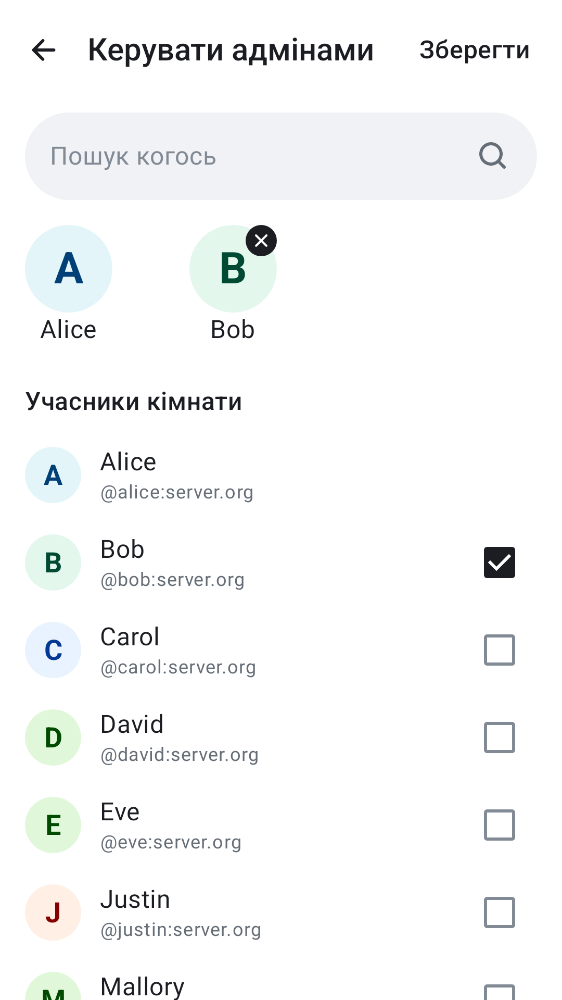 Керувати адмінами Зберегти
Пошук когось
A B
Alice Bob
Учасники кімнати
A Alice
@alice:server.org
B Bob
@bob:server.org
C Carol
@carol:server.org
D David
@david:server.org
E Eve
@eve:server.org
J Justin
@justin:server.org
M Mallory